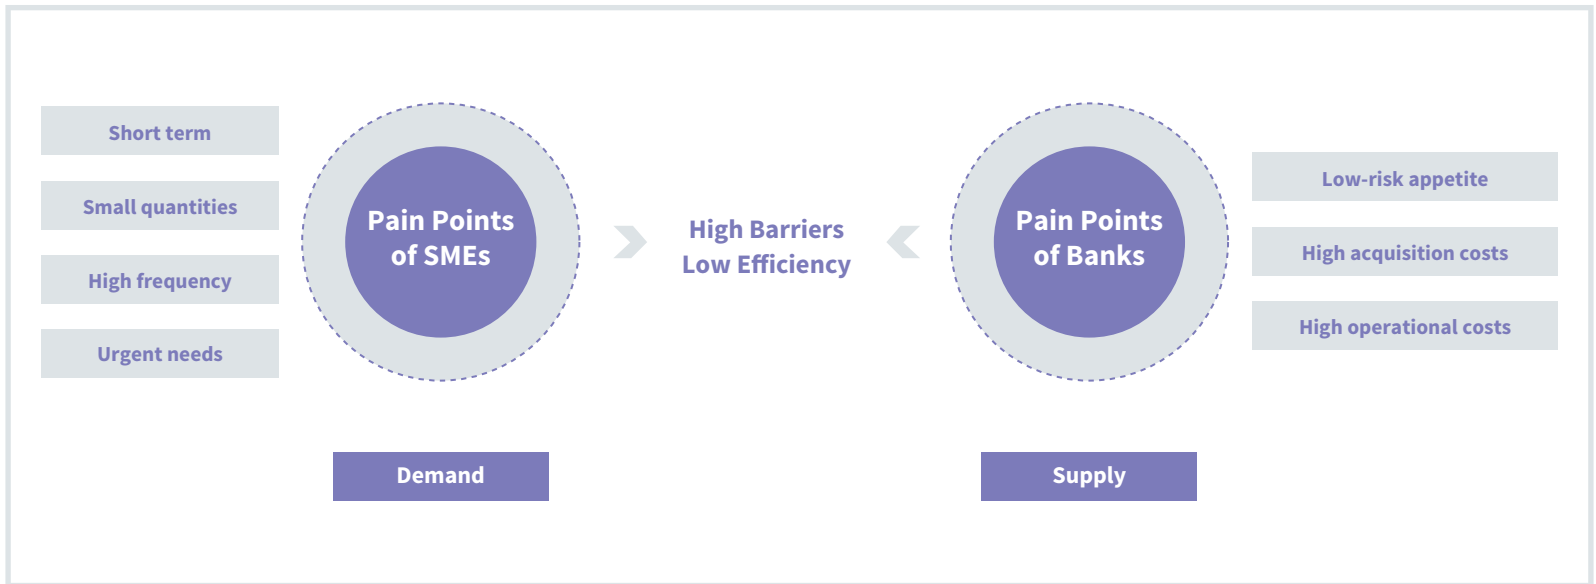 Short term
Small quantities
High frequency
Urgent needs
Pain Points
of SMEs
Demand
High Barriers
Low Efficiency
Pain Points
of Banks
Supply
Low-risk appetite
High acquisition costs
High operational costs